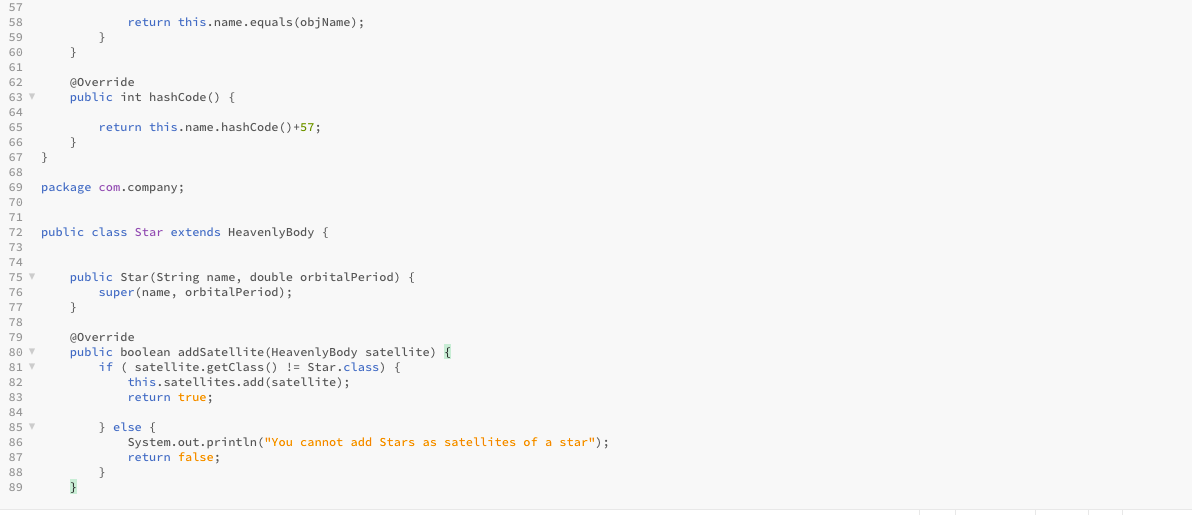 57
58 return this.name.equals(objName);
59 }
60 }
61
62 @Override
63 public int hashCode() {
64
65 return this.name.hashCode()+57;
66 }
67 }
68
69 package com.company;
70
71
72 public class Star extends HeavenlyBody {
73
74
75 public Star(String name, double orbitalPeriod) {
76 super(name, orbitalPeriod);
77 }
78
79 @Override
80 public boolean addSatellite(HeavenlyBody satellite) {
81 if ( satellite.getClass() != Star.class) {
82 this.satellites.add(satellite);
83 return true;
84
85 } else {
86 System.out.println("You cannot add Stars as satellites of a star");
87 return false;
88 }
89 }